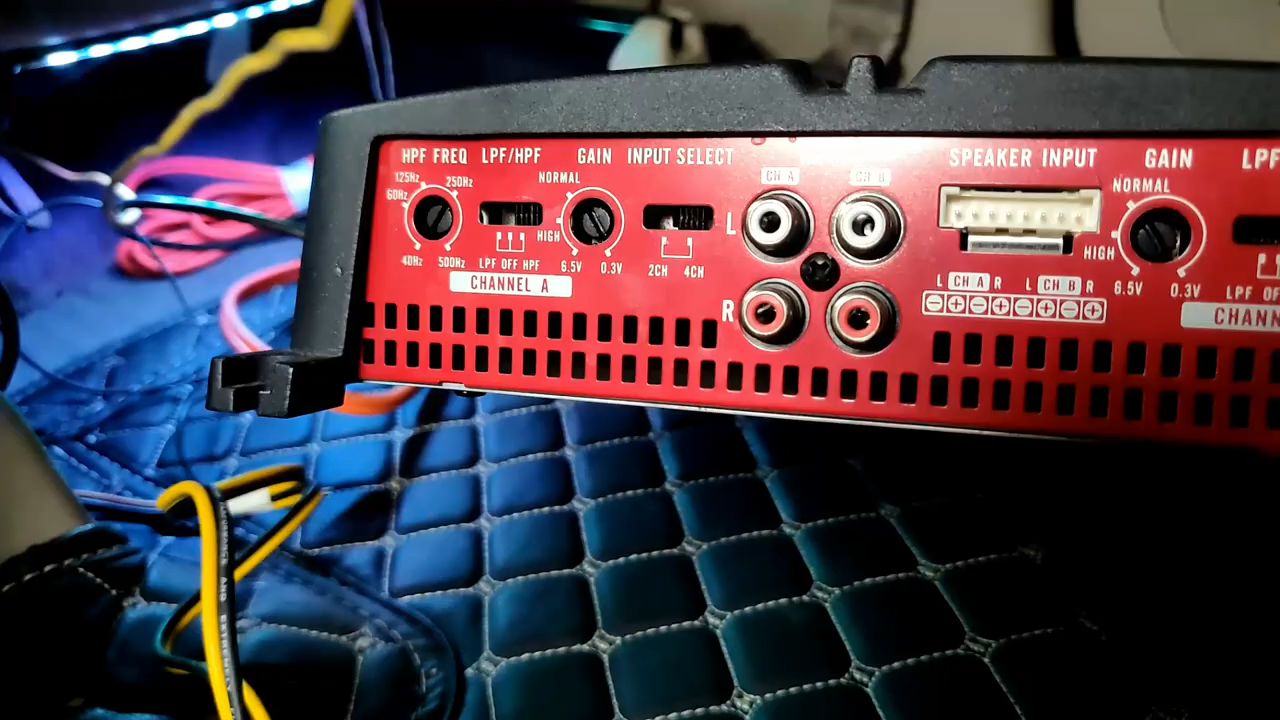 HPF FREQ LPF/HPF GAIN INPUT SELECT
125Hz 250Hz
60Hz
40Hz 500Hz
LPF OFF HPF
NORMAL
HIGH
6.5V 0.3V
2CH 4CH
CHANNEL A
CH A CH B
L
R
SPEAKER INPUT
L CH A R L CH B R
− + + − − + − +
GAIN LPF
NORMAL
HIGH
6.5V 0.3V
LPF